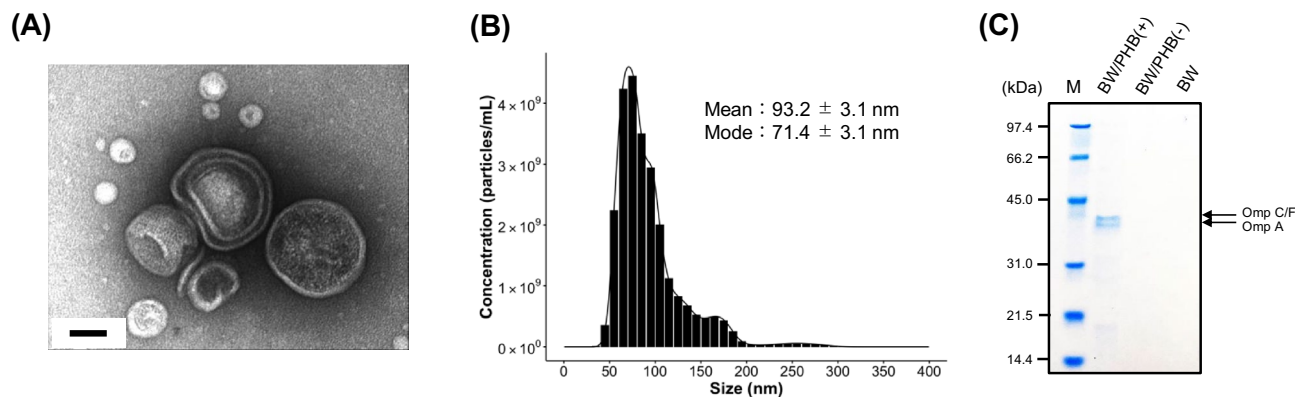 (A)
(B)
Concentration (particles/mL)
4 × 10⁹
3 × 10⁹
2 × 10⁹
1 × 10⁹
0 × 10⁰
Mean：93.2 ± 3.1 nm
Mode：71.4 ± 3.1 nm
0 50 100 150 200 250 300 350 400
Size (nm)
(C)
(kDa) M BW/PHB(+) BW/PHB(-) BW
97.4
66.2
45.0
Omp C/F
Omp A
31.0
21.5
14.4